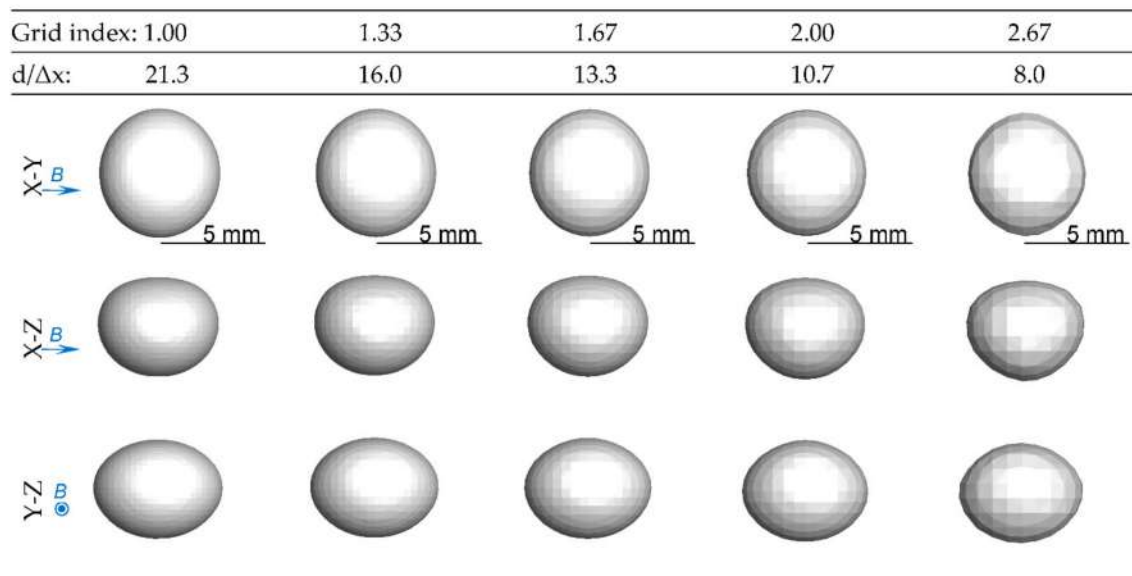 Grid index: 1.00 1.33 1.67 2.00 2.67
d/Δx: 21.3 16.0 13.3 10.7 8.0
X-Y
B
5 mm 5 mm 5 mm 5 mm 5 mm
X-Z
B
Y-Z
B